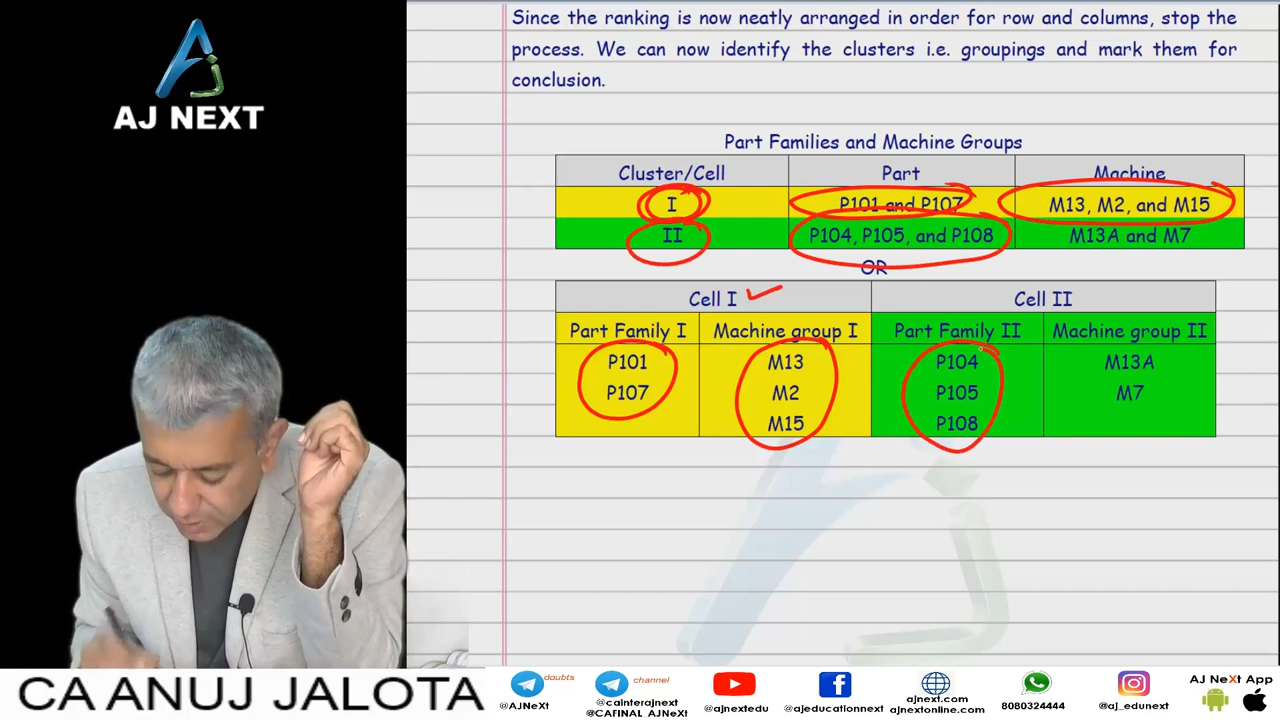 AJ NEXT
Since the ranking is now neatly arranged in order for row and columns, stop the
process. We can now identify the clusters i.e. groupings and mark them for
conclusion.
Part Families and Machine Groups
Cluster/Cell Part Machine
I P101 and P107 M13, M2, and M15
II P104, P105, and P108 M13A and M7
OR
Cell I Cell II
Part Family I Machine group I Part Family II Machine group II
P101 M13 P104 M13A
P107 M2 P105 M7
M15 P108
CA ANUJ JALOTA
doubts
@AJNeXt
channel
@cainterajnext
@CAFINAL_AJNeXt
@ajnextedu
@ajeducationnext
ajnext.com
ajnextonline.com
8080324444
@aj_edunext
AJ NeXt App